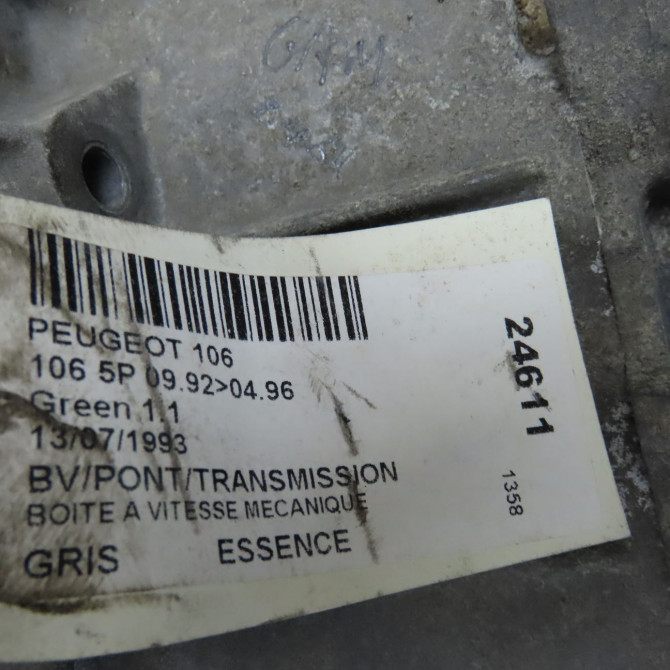 PEUGEOT 106
106 5P 09.92>04.96
Green 1.1
13/07/1993
BV/PONT/TRANSMISSION
BOITE A VITESSE MECANIQUE
GRIS ESSENCE
24611
1358